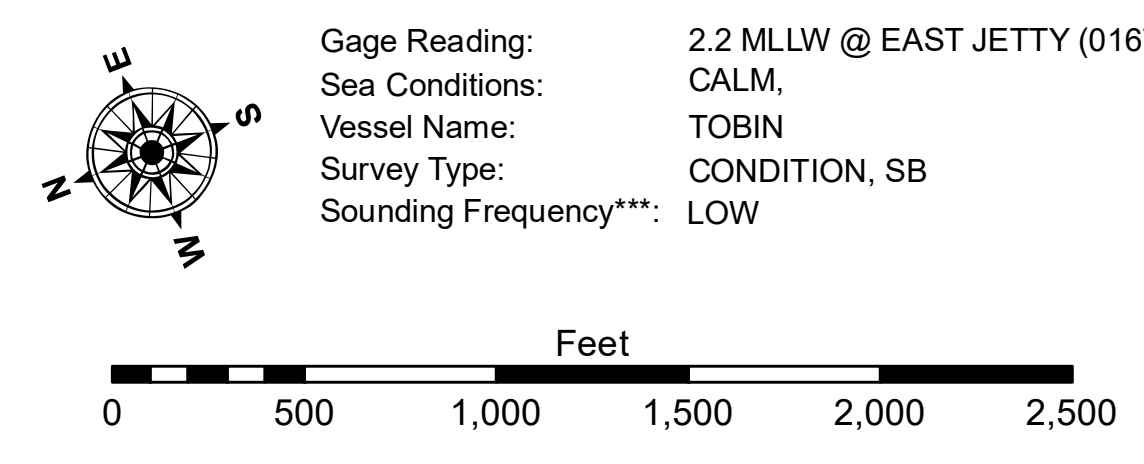 E
S
N
W
Gage Reading: 2.2 MLLW @ EAST JETTY (016
Sea Conditions: CALM,
Vessel Name: TOBIN
Survey Type: CONDITION, SB
Sounding Frequency***: LOW
Feet
0 500 1,000 1,500 2,000 2,500